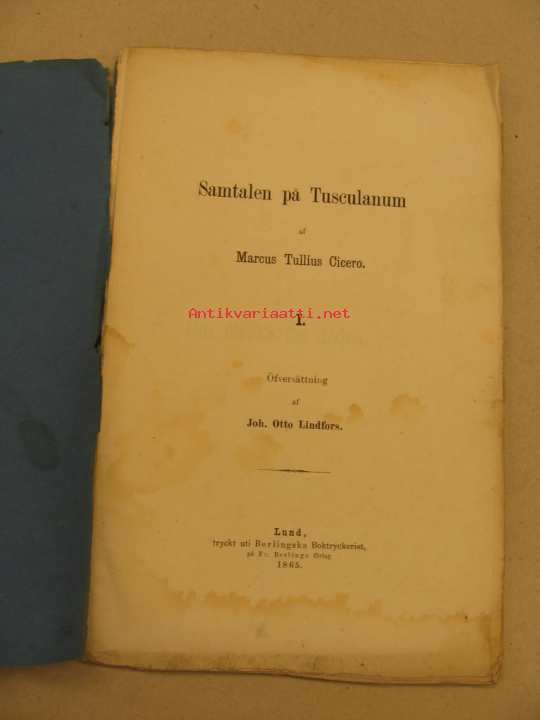 Samtalen på Tusculanum
af
Marcus Tullius Cicero.
Antikvariaatti.net
1.
Öfversättning
af
Joh. Otto Lindfors.
Lund,
tryckt uti Berlingska Boktryckeriet,
på Fr. Berlings förlag
1865.